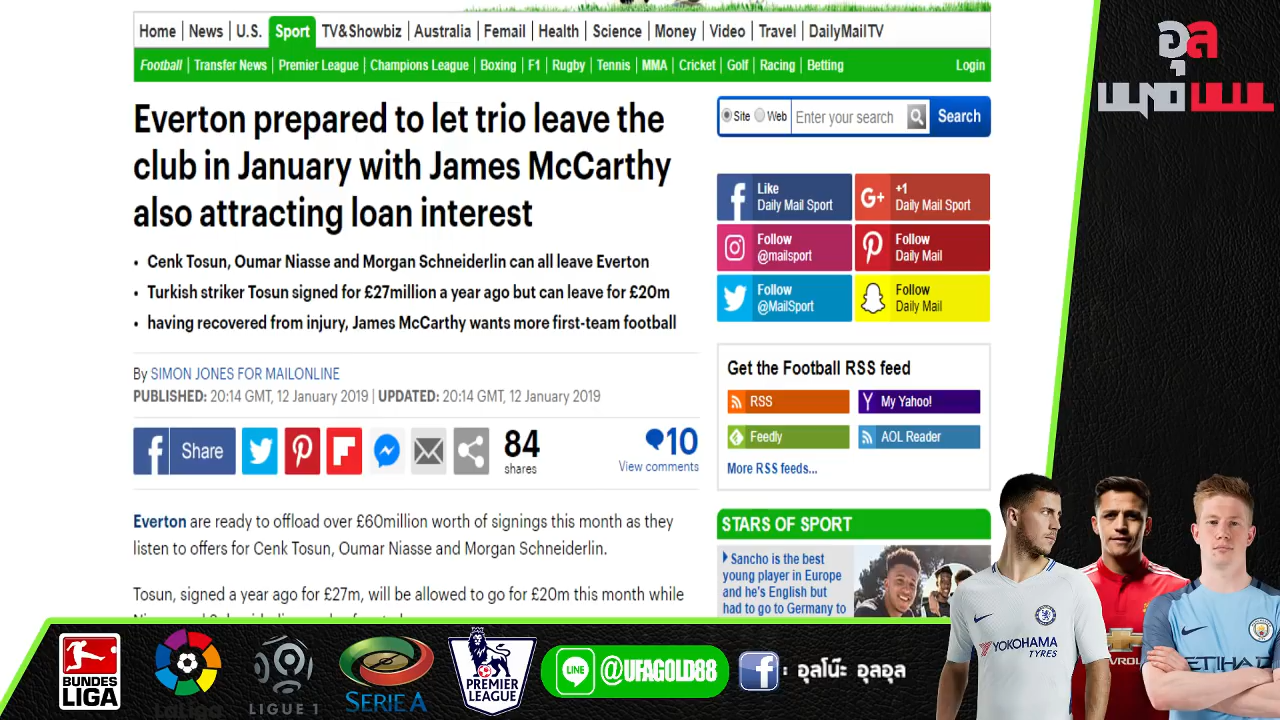 Home News U.S. Sport TV&Showbiz Australia Femail Health Science Money Video Travel DailyMailTV
Football Transfer News Premier League Champions League Boxing F1 Rugby Tennis MMA Cricket Golf Racing Betting Login
Everton prepared to let trio leave the
club in January with James McCarthy
also attracting loan interest
• Cenk Tosun, Oumar Niasse and Morgan Schneiderlin can all leave Everton
• Turkish striker Tosun signed for £27million a year ago but can leave for £20m
• having recovered from injury, James McCarthy wants more first-team football
By SIMON JONES FOR MAILONLINE
PUBLISHED: 20:14 GMT, 12 January 2019 | UPDATED: 20:14 GMT, 12 January 2019
Share
84
shares
10
View comments
Everton are ready to offload over £60million worth of signings this month as they
listen to offers for Cenk Tosun, Oumar Niasse and Morgan Schneiderlin.
Tosun, signed a year ago for £27m, will be allowed to go for £20m this month while
Site Web Enter your search Search
Like
Daily Mail Sport
+1
Daily Mail Sport
Follow
@mailsport
Follow
Daily Mail
Follow
@MailSport
Follow
Daily Mail
Get the Football RSS feed
RSS
My Yahoo!
Feedly
AOL Reader
More RSS feeds...
STARS OF SPORT
Sancho is the best
young player in Europe
and he's English but
had to go to Germany to
YOKOHAMA
TYRES
BUNDES
LIGA
LaLiga
LIGUE 1
SERIE A
PREMIER
LEAGUE
LINE
@UFAGOLD88
: อุลโน๊ะ อุลอุล